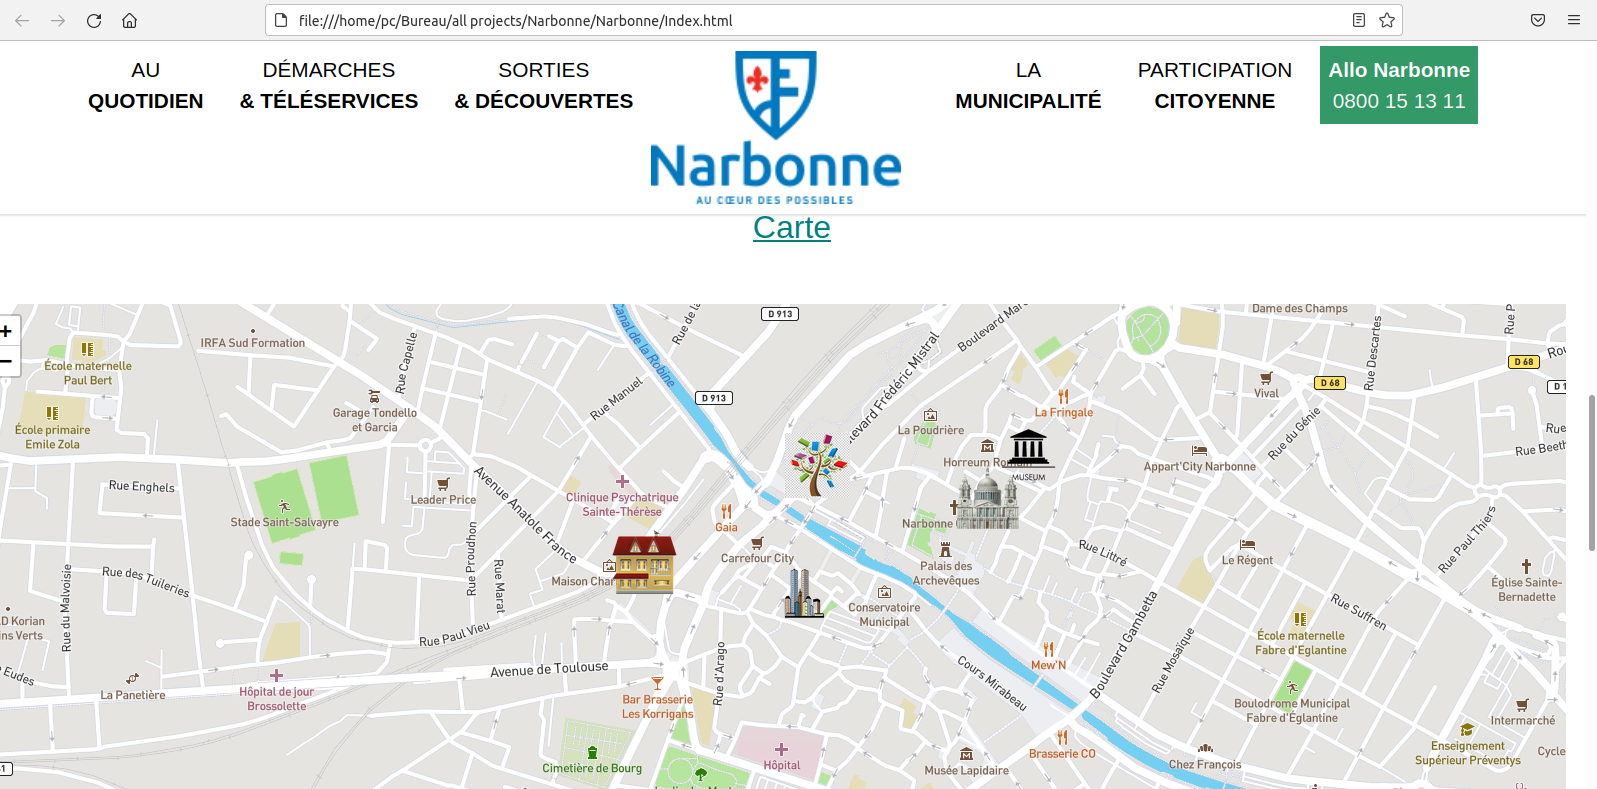 file:///home/pc/Bureau/all projects/Narbonne/Narbonne/Index.html
AU
QUOTIDIEN
DÉMARCHES
& TÉLÉSERVICES
SORTIES
& DÉCOUVERTES
Narbonne
AU CŒUR DES POSSIBLES
LA
MUNICIPALITÉ
PARTICIPATION
CITOYENNE
Allo Narbonne
0800 15 13 11
Carte
+
−
D 913
Canal de la Robine
Rue de la
Boulevard Mar
Dame des Champs
Rue P
IRFA Sud Formation
École maternelle
Paul Bert
Rue Capelle
Boulevard Frédéric Mistral
Rue Descartes
D 68
Rou
D 68
D 1
Vival
Rue Manuel
D 913
La Fringale
Garage Tondello
et Garcia
École primaire
Emile Zola
La Poudrière
Rue du Génie
Rue
Rue Beeth
Horreum Romain
MUSEUM
Appart'City Narbonne
Rue Enghels
Leader Price
Avenue Anatole France
Clinique Psychatrique
Sainte-Thérèse
Stade Saint-Salvayre
Gaia
Narbonne
Rue Paul Thiers
Rue Proudhon
Carrefour City
Rue Littré
Le Régent
Palais des
Archevêques
Rue des Tuileries
Rue Marat
Maison Char
Église Sainte-
Bernadette
Rue du Malvoisie
Conservatoire
Municipal
Rue Suffren
D Korian
ins Verts
Rue Paul Vieu
École maternelle
Fabre d'Eglantine
Boulevard Gambetta
Rue Mosaïque
Mew'N
Eudes
Avenue de Toulouse
Rue d'Arago
Cours Mirabeau
La Panetière
Hôpital de jour
Brossolette
Bar Brasserie
Les Korrigans
Boulodrome Municipal
Fabre d'Églantine
Intermarché
Brasserie CO
Enseignement
Supérieur Préventys
Cycle
Cimetière de Bourg
Hôpital
Musée Lapidaire
Chez François